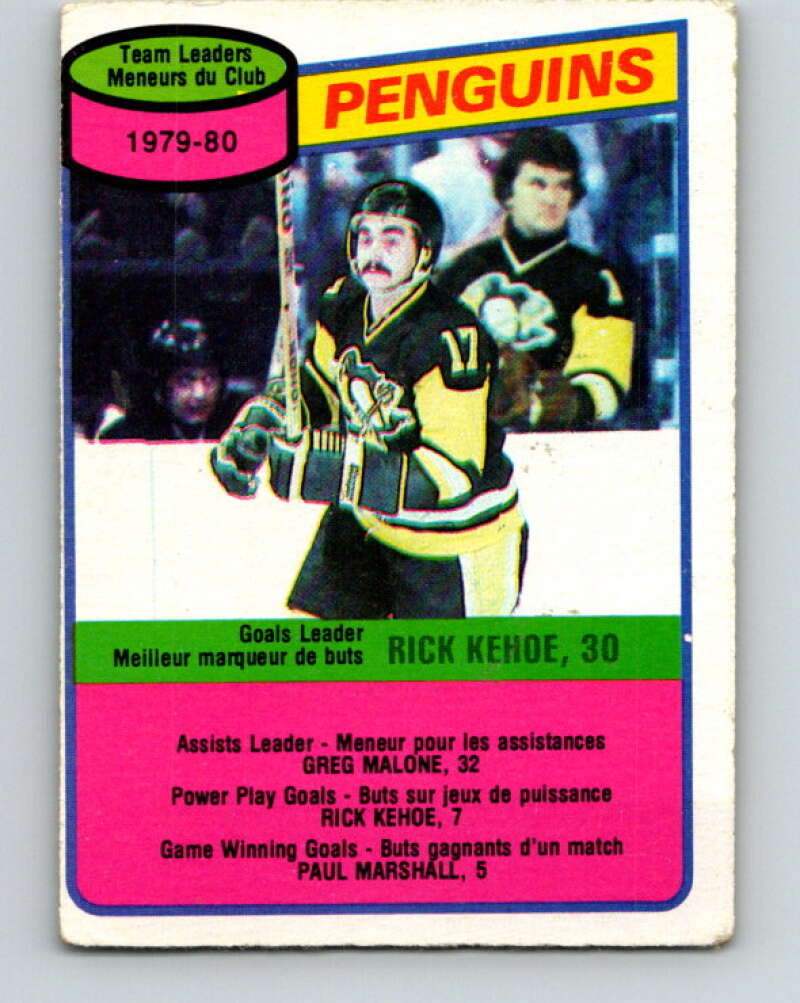 Team Leaders
Meneurs du Club
1979-80
PENGUINS
17
Goals Leader
Meilleur marqueur de buts
RICK KEHOE, 30
Assists Leader - Meneur pour les assistances
GREG MALONE, 32
Power Play Goals - Buts sur jeux de puissance
RICK KEHOE, 7
Game Winning Goals - Buts gagnants d'un match
PAUL MARSHALL, 5